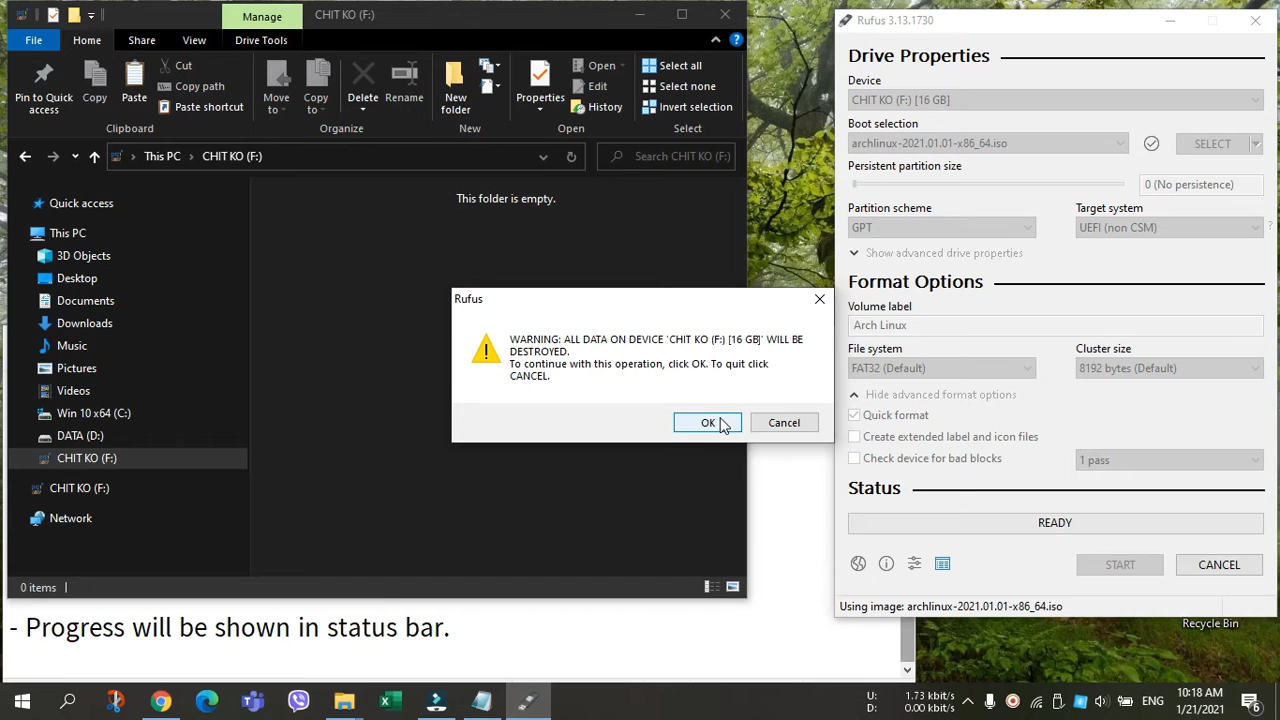 Manage
CHIT KO (F:)
File
Home
Share
View
Drive Tools
Pin to Quick access
Copy
Paste
Cut
Copy path
Paste shortcut
Clipboard
Move to
Copy to
Delete
Rename
Organize
New folder
New
Properties
Open
Edit
History
Open
Select all
Select none
Insert selection
Select
This PC
CHIT KO (F:)
Search CHIT KO (F:)
Quick access
This PC
3D Objects
Desktop
Documents
Downloads
Music
Pictures
Videos
Win 10 x64 (C:)
DATA (D:)
CHIT KO (F:)
CHIT KO (F:)
Network
This folder is empty.
0 items
Rufus
WARNING: ALL DATA ON DEVICE 'CHIT KO (F:) [16 GB]' WILL BE
DESTROYED.
To continue with this operation, click OK. To quit click
CANCEL.
OK
Cancel
Rufus 3.13.1730
Drive Properties
Device
CHIT KO (F:) [16 GB]
Boot selection
archlinux-2021.01.01-x86_64.iso
SELECT
Persistent partition size
0 (No persistence)
Partition scheme
Target system
GPT
UEFI (non CSM)
?
Show advanced drive properties
Format Options
Volume label
Arch Linux
File system
Cluster size
FAT32 (Default)
8192 bytes (Default)
Hide advanced format options
Quick format
Create extended label and icon files
Check device for bad blocks
1 pass
Status
READY
START
CANCEL
Using image: archlinux-2021.01.01-x86_64.iso
Recycle Bin
- Progress will be shown in status bar.
U: 1.73 kbit/s
D: 0.00 kbit/s
ENG
10:18 AM
1/21/2021
6